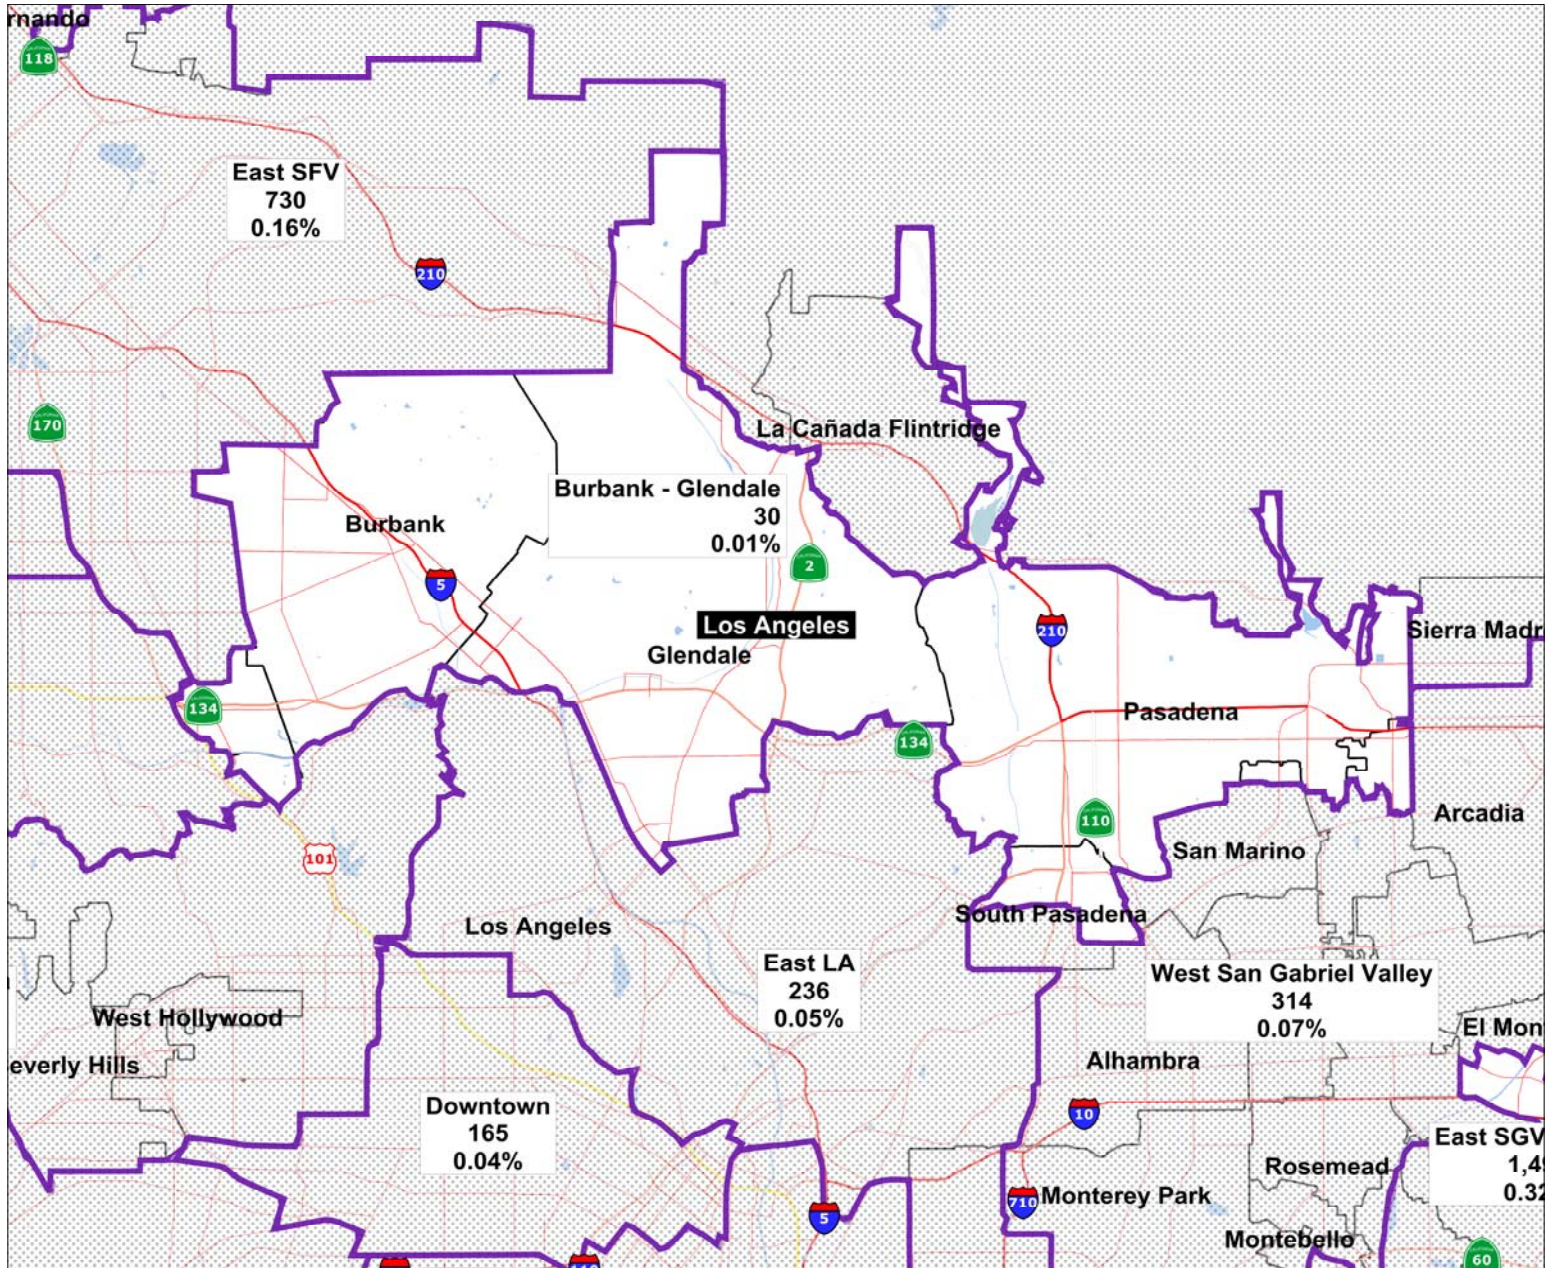 rnando
118
East SFV
730
0.16%
210
170
La Cañada Flintridge
Burbank - Glendale
30
0.01%
Burbank
2
5
Los Angeles
210
Sierra Madr
Glendale
134
Pasadena
134
110
Arcadia
San Marino
101
South Pasadena
Los Angeles
East LA
236
0.05%
West San Gabriel Valley
314
0.07%
West Hollywood
El Mon
everly Hills
Alhambra
Downtown
165
0.04%
10
East SGV
1,49
0.32
Rosemead
710
Monterey Park
5
Montebello
60